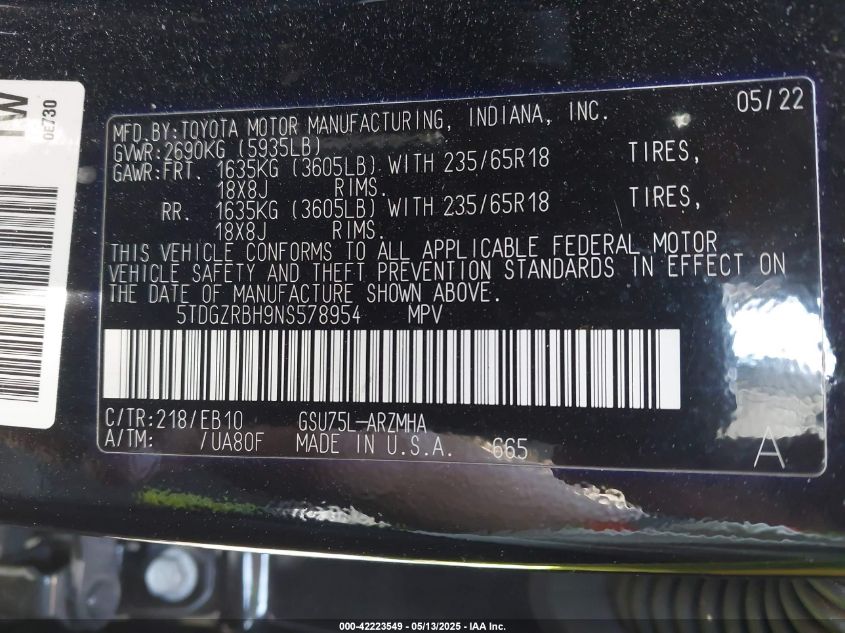 W
0E730
05/22
MFD.BY:TOYOTA MOTOR MANUFACTURING, INDIANA, INC.
GVWR:2690KG (5935LB)
GAWR:FRT. 1635KG (3605LB) WITH 235/65R18 TIRES,
18X8J RIMS.
RR. 1635KG (3605LB) WITH 235/65R18 TIRES,
18X8J RIMS.
THIS VEHICLE CONFORMS TO ALL APPLICABLE FEDERAL MOTOR
VEHICLE SAFETY AND THEFT PREVENTION STANDARDS IN EFFECT ON
THE DATE OF MANUFACTURE SHOWN ABOVE.
5TDGZRBH9NS578954 MPV
C/TR:218/EB10 GSU75L-ARZMHA
A/TM: /UA80F MADE IN U.S.A. 665
A
000-42223549 — 05/13/2025 — IAA Inc.